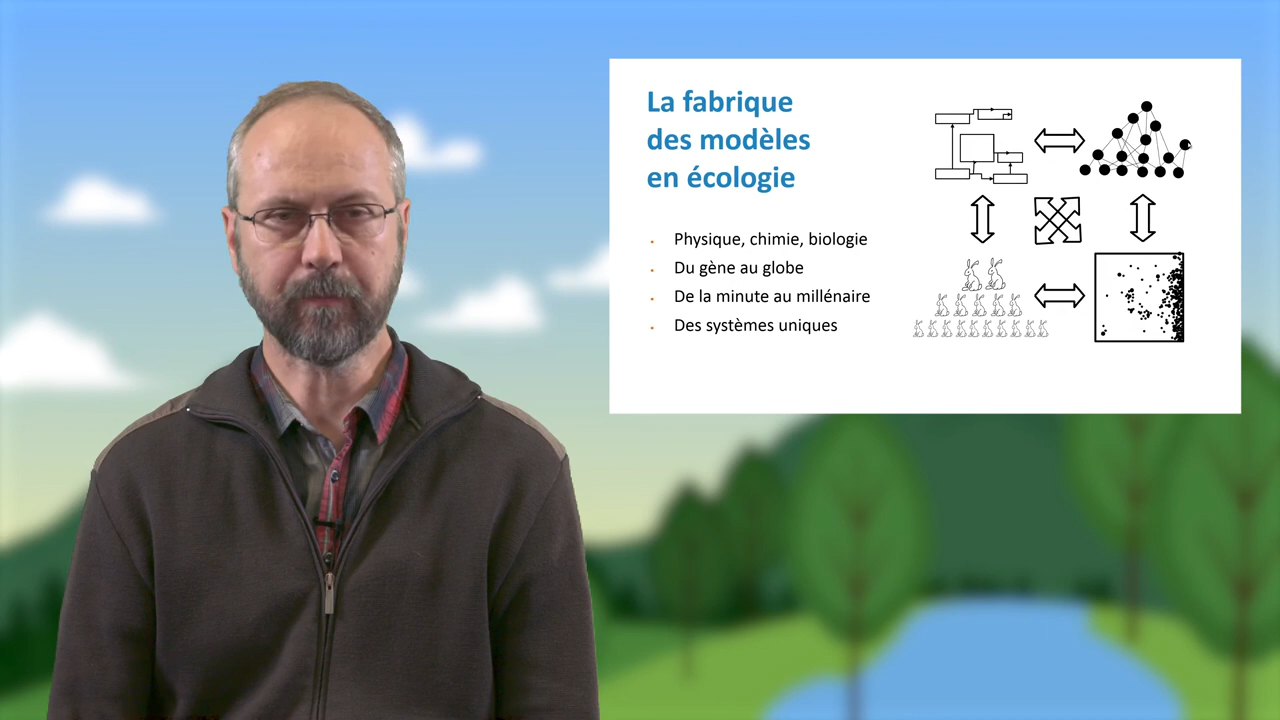 La fabrique
des modèles
en écologie
Physique, chimie, biologie
Du gène au globe
De la minute au millénaire
Des systèmes uniques